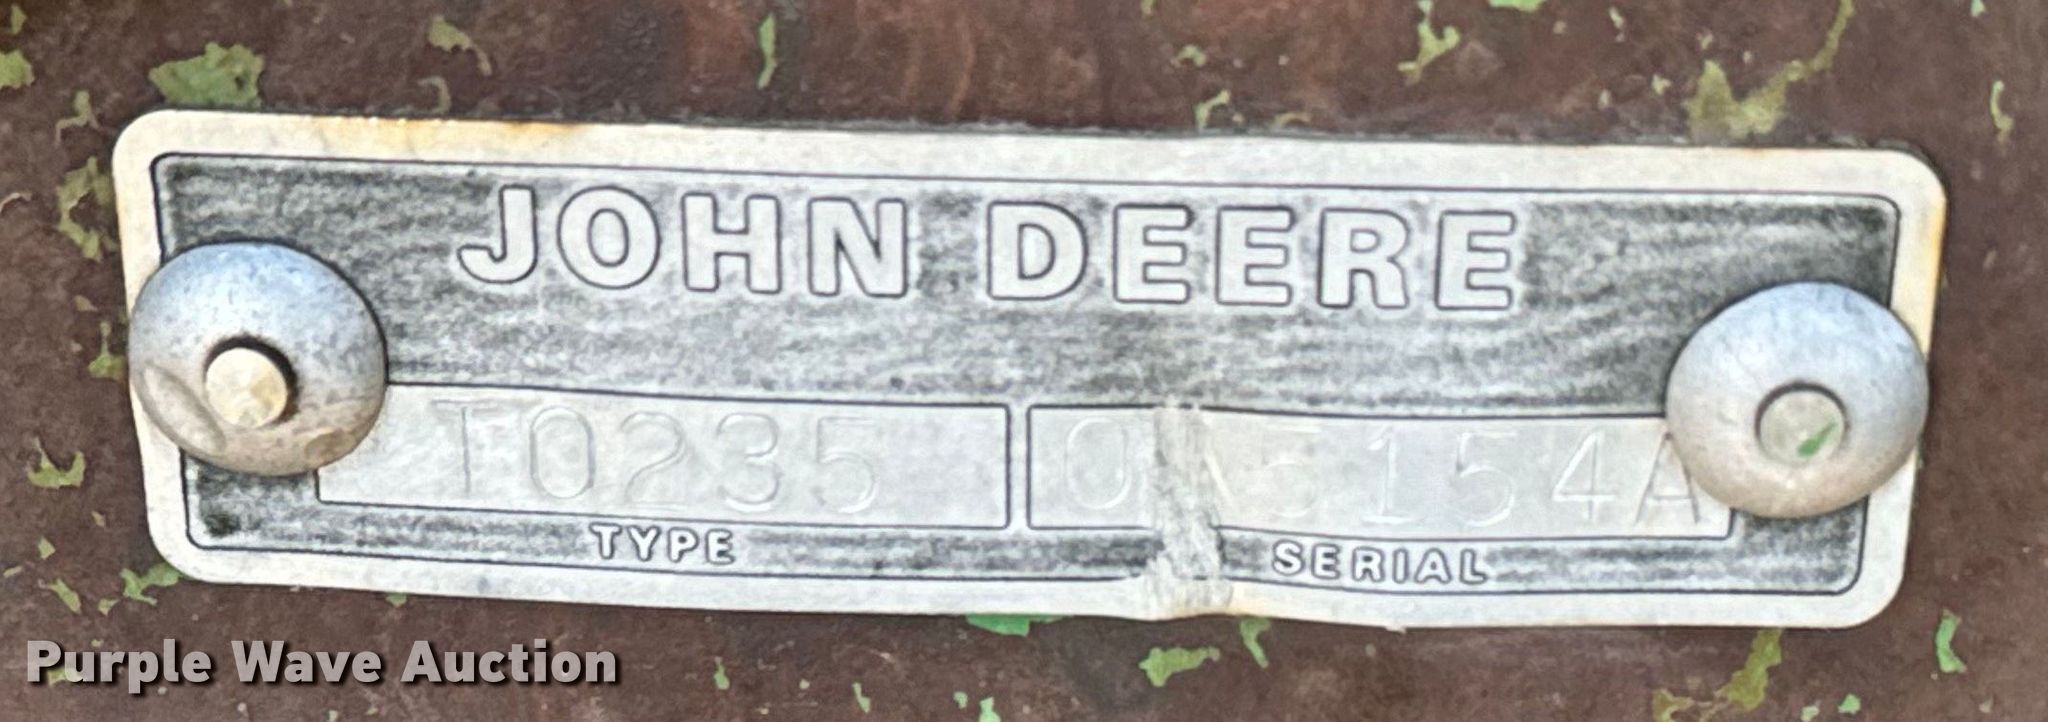 JOHN DEERE
T0235
TYPE
SERIAL
Purple Wave Auction